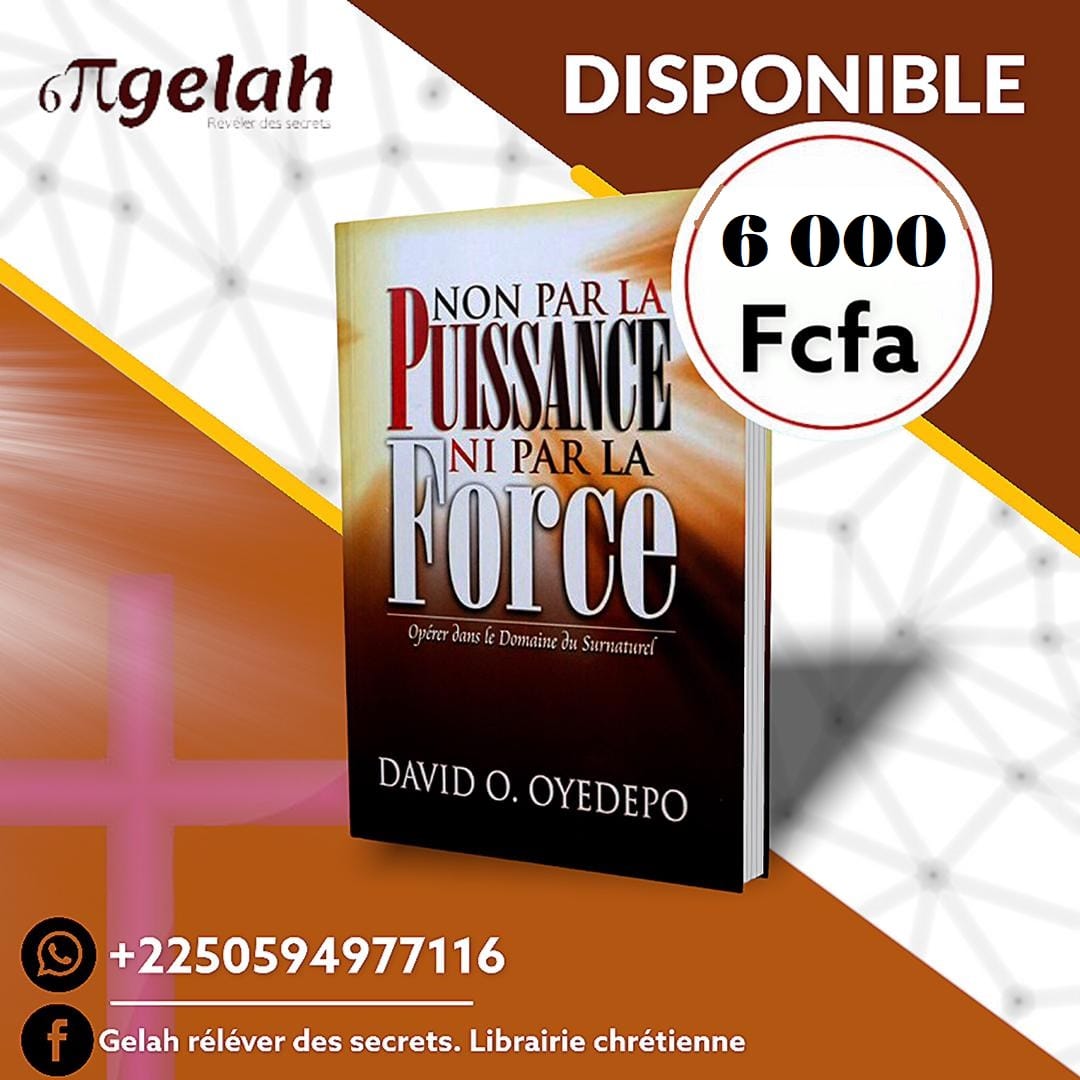 6πgelah
Révéler des secrets
DISPONIBLE
6 000
Fcfa
NON PAR LA
PUISSANCE
NI PAR LA
Force
Opérer dans le Domaine du Surnaturel
DAVID O. OYEDEPO
+2250594977116
Gelah réléver des secrets. Librairie chrétienne